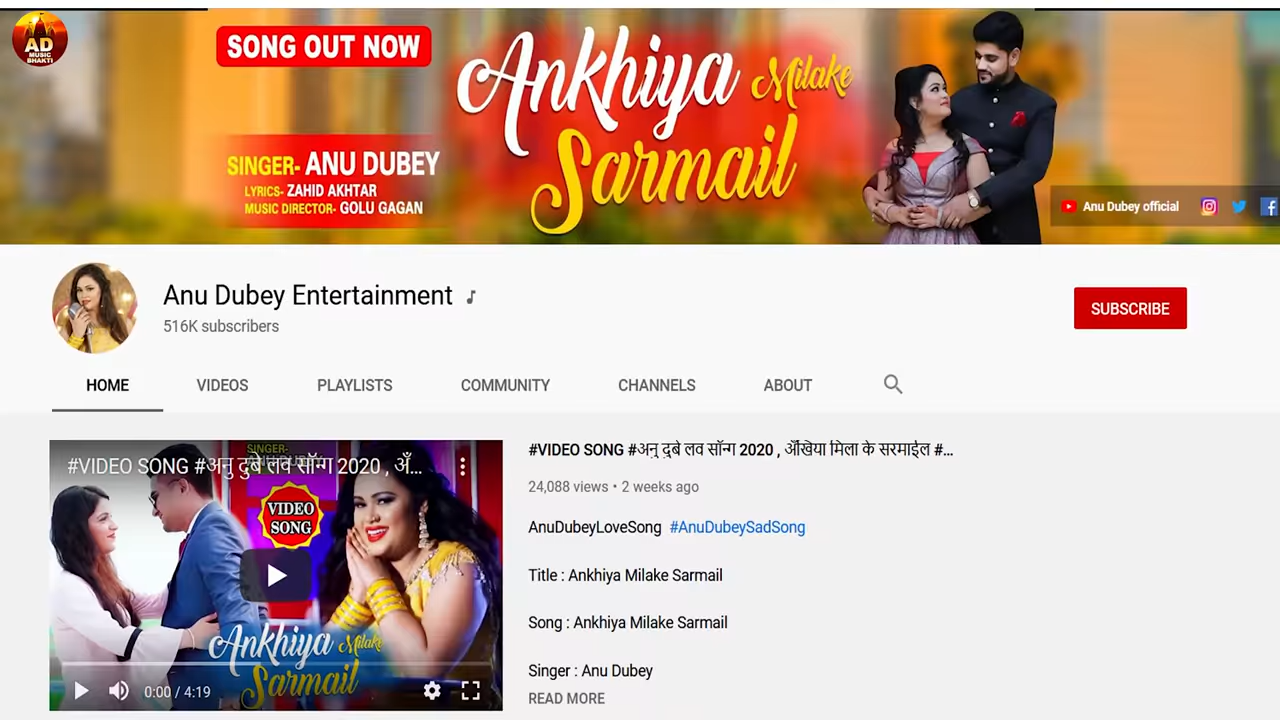 AD
MUSIC
BHAKTI
SONG OUT NOW
Ankhiya Milake
Sarmail
SINGER- ANU DUBEY
LYRICS- ZAHID AKHTAR
MUSIC DIRECTOR- GOLU GAGAN
Anu Dubey official
Anu Dubey Entertainment
516K subscribers
SUBSCRIBE
HOME VIDEOS PLAYLISTS COMMUNITY CHANNELS ABOUT
SINGER-
#VIDEO SONG #अनु दुबे लव सॉन्ग 2020 , अँ...
VIDEO
SONG
Ankhiya Milake
Sarmail
0:00 / 4:19
#VIDEO SONG #अनु दुबे लव सॉन्ग 2020 , अँखिया मिला के सरमाईल #...
24,088 views • 2 weeks ago
AnuDubeyLoveSong #AnuDubeySadSong
Title : Ankhiya Milake Sarmail
Song : Ankhiya Milake Sarmail
Singer : Anu Dubey
READ MORE